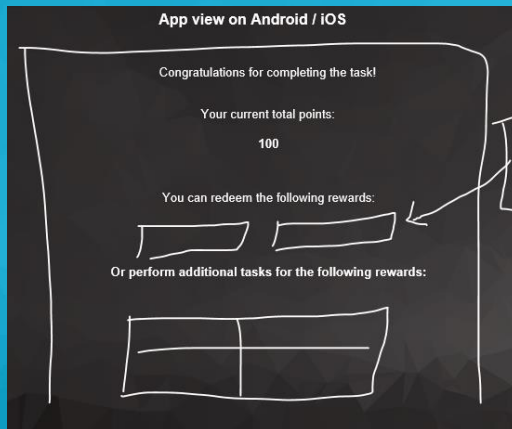 App view on Android / iOS
Congratulations for completing the task!
Your current total points:
100
You can redeem the following rewards:
Or perform additional tasks for the following rewards: